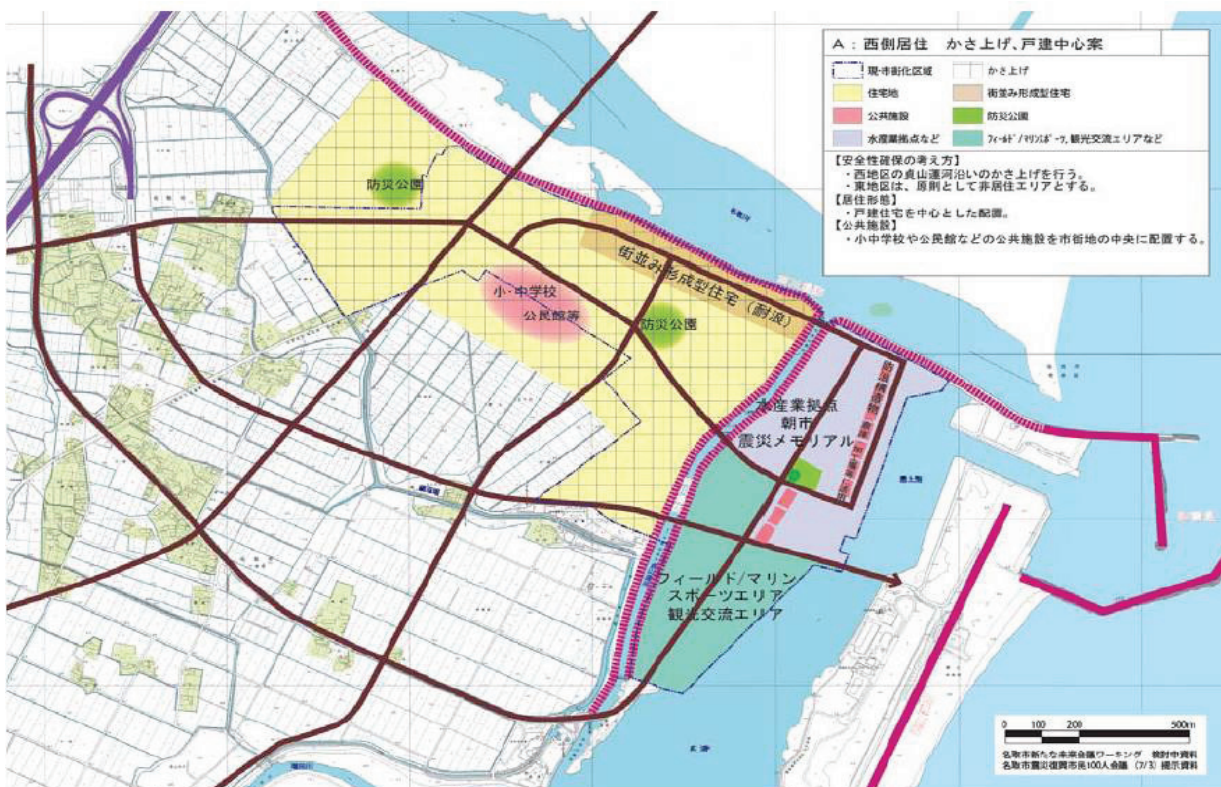 A：西側居住　かさ上げ、戸建中心案
現・市街化区域
かさ上げ
住宅地
街並み形成型住宅
公共施設
防災公園
水産業拠点など
フィールド/マリンスポーツ,観光交流エリアなど
【安全性確保の考え方】
・西地区の貞山運河沿いのかさ上げを行う。
・東地区は、原則として非居住エリアとする。
【居住形態】
・戸建住宅を中心とした配置。
【公共施設】
・小中学校や公民館などの公共施設を市街地の中央に配置する。
防災公園
街並み形成型住宅（耐浪）
小・中学校
公民館等
防災公園
水産業拠点
朝市
震災メモリアル
フィールド/マリン
スポーツエリア
観光交流エリア
広浦
0 100 200 500m
名取市新たな未来会議ワーキング　検討中資料
名取市震災復興市民100人会議（7/3）掲示資料